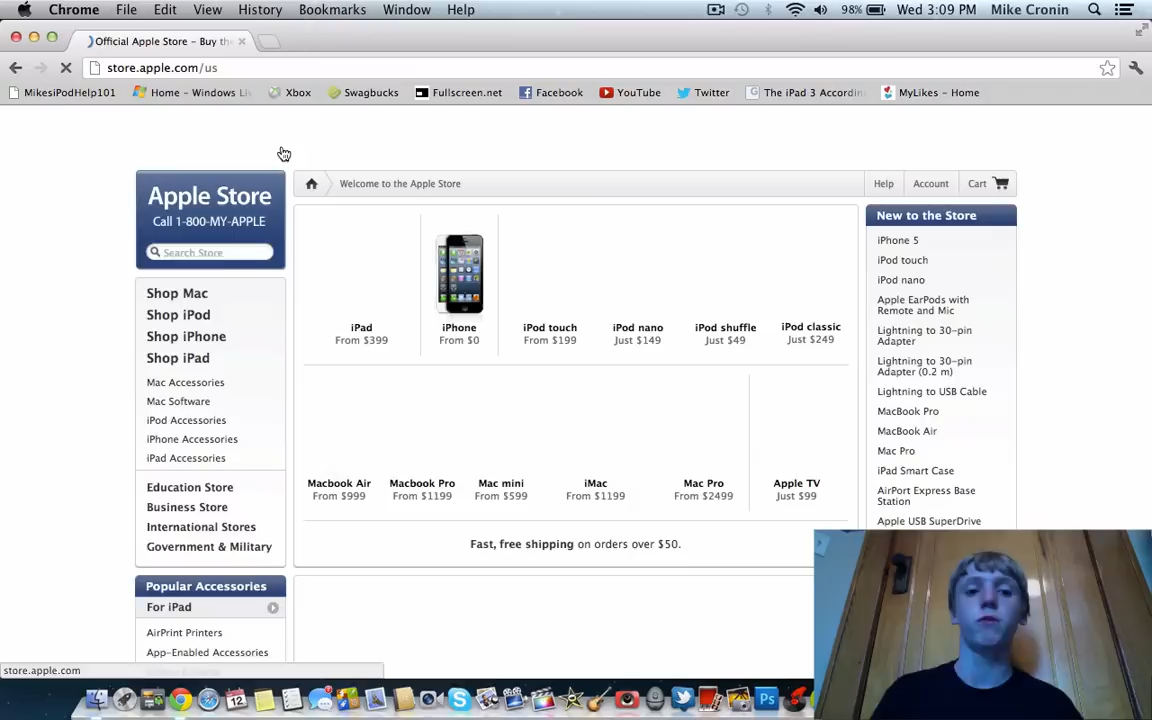 Chrome File Edit View History Bookmarks Window Help 98% Wed 3:09 PM Mike Cronin
Official Apple Store – Buy the
store.apple.com/us
MikesiPodHelp101 Home – Windows Li Xbox Swagbucks Fullscreen.net Facebook YouTube Twitter The iPad 3 Accordin MyLikes – Home
Apple Store
Call 1-800-MY-APPLE
Search Store
Welcome to the Apple Store
Help Account Cart
Shop Mac
Shop iPod
Shop iPhone
Shop iPad
Mac Accessories
Mac Software
iPod Accessories
iPhone Accessories
iPad Accessories
Education Store
Business Store
International Stores
Government & Military
Popular Accessories
For iPad
AirPrint Printers
App-Enabled Accessories
iPad iPhone iPod touch iPod nano iPod shuffle iPod classic
From $399 From $0 From $199 Just $149 Just $49 Just $249
Macbook Air Macbook Pro Mac mini iMac Mac Pro Apple TV
From $999 From $1199 From $599 From $1199 From $2499 Just $99
Fast, free shipping on orders over $50.
New to the Store
iPhone 5
iPod touch
iPod nano
Apple EarPods with
Remote and Mic
Lightning to 30-pin
Adapter
Lightning to 30-pin
Adapter (0.2 m)
Lightning to USB Cable
MacBook Pro
MacBook Air
Mac Pro
iPad Smart Case
AirPort Express Base
Station
Apple USB SuperDrive
store.apple.com
12
Ps